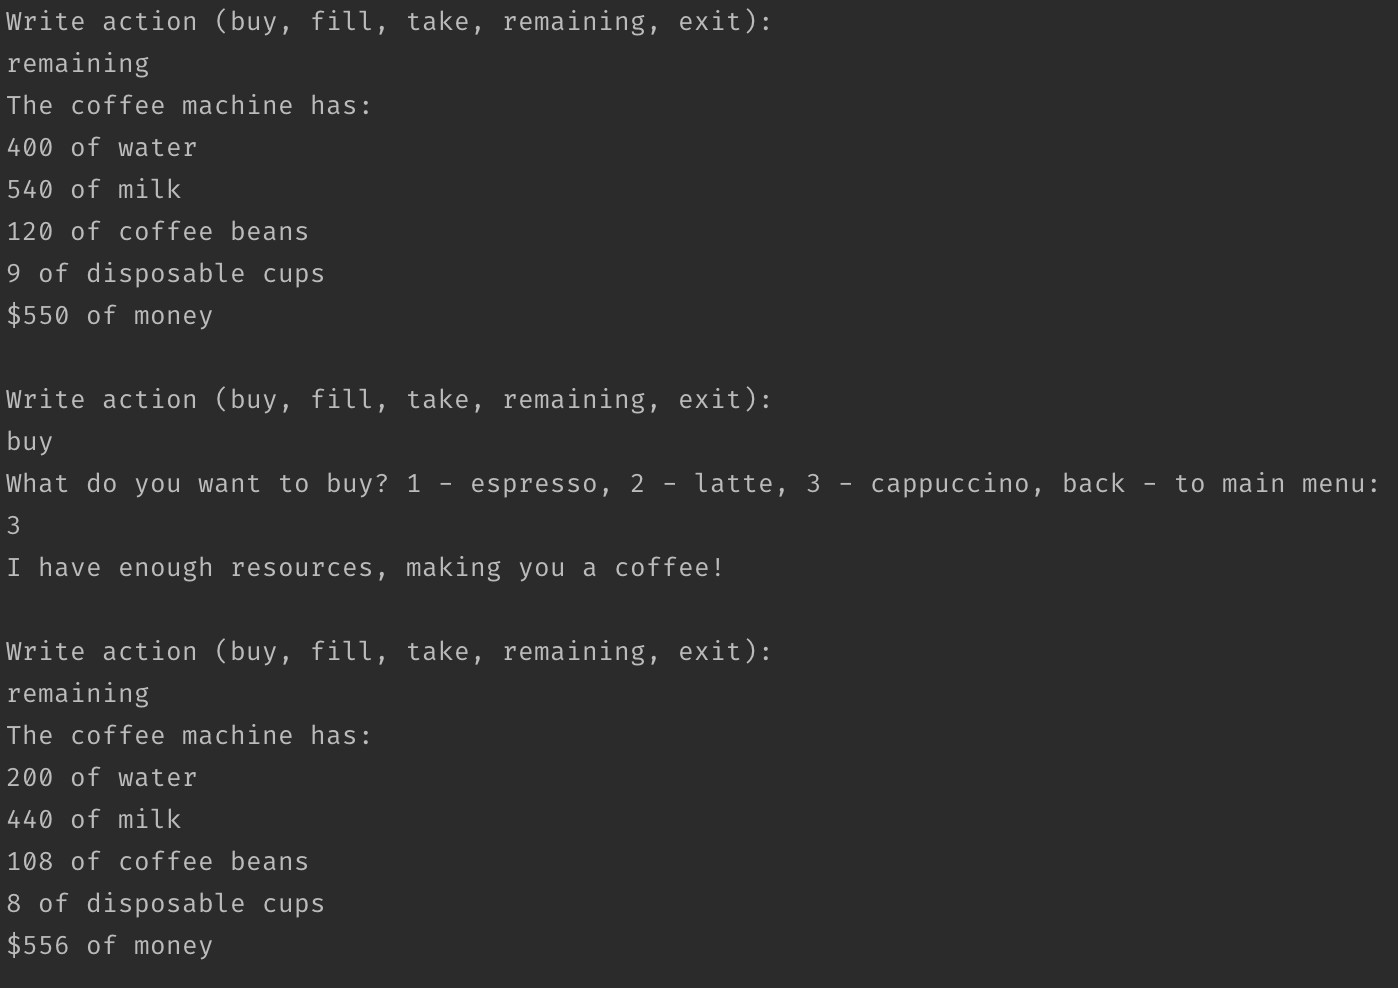 Write action (buy, fill, take, remaining, exit):
remaining
The coffee machine has:
400 of water
540 of milk
120 of coffee beans
9 of disposable cups
$550 of money
Write action (buy, fill, take, remaining, exit):
buy
What do you want to buy? 1 - espresso, 2 - latte, 3 - cappuccino, back - to main menu:
3
I have enough resources, making you a coffee!
Write action (buy, fill, take, remaining, exit):
remaining
The coffee machine has:
200 of water
440 of milk
108 of coffee beans
8 of disposable cups
$556 of money